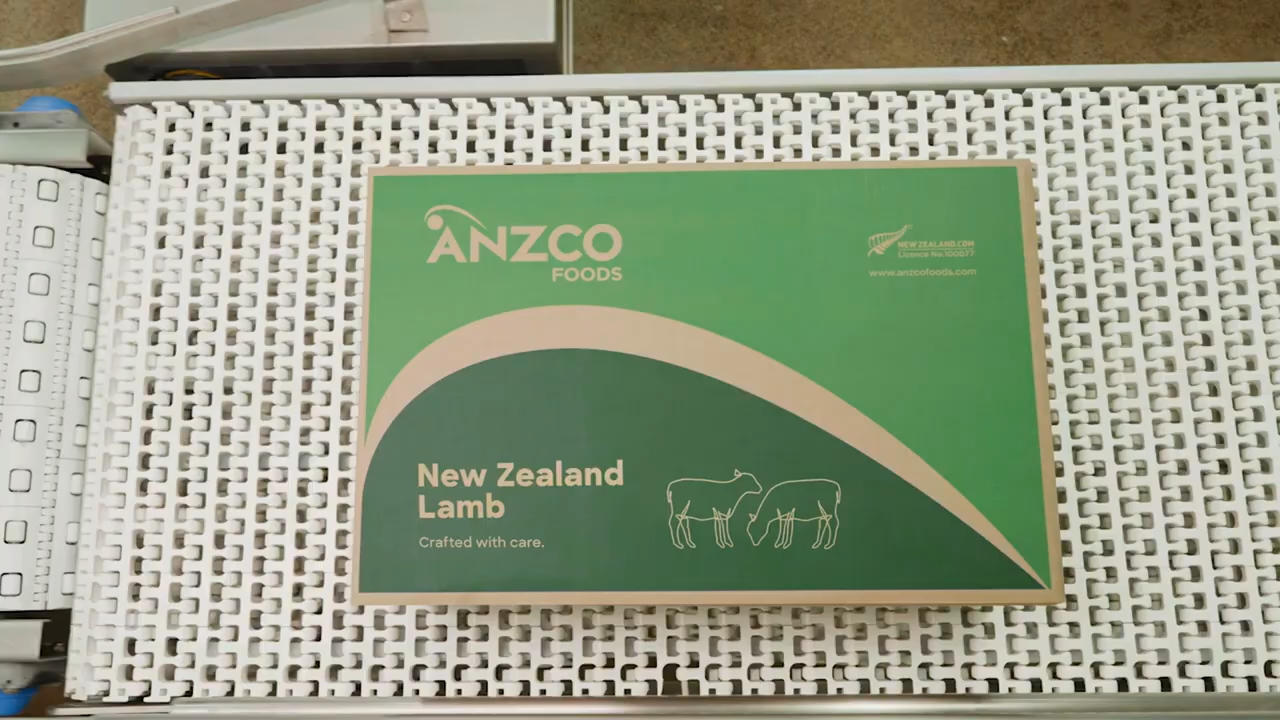 ANZCO
FOODS
NEW ZEALAND.COM
Licence No.100077
www.anzcofoods.com
New Zealand
Lamb
Crafted with care.